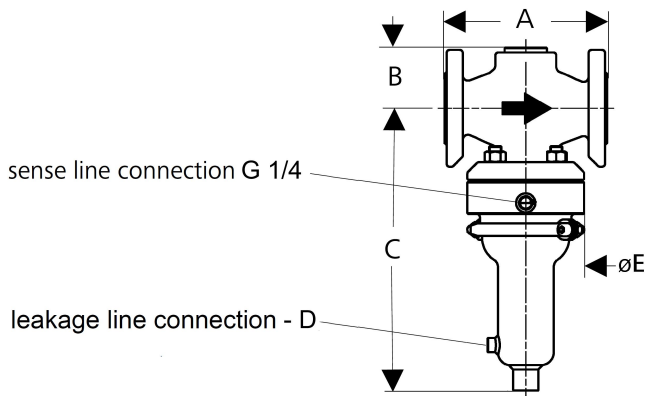 A
B
sense line connection G 1/4
C
øE
leakage line connection - D